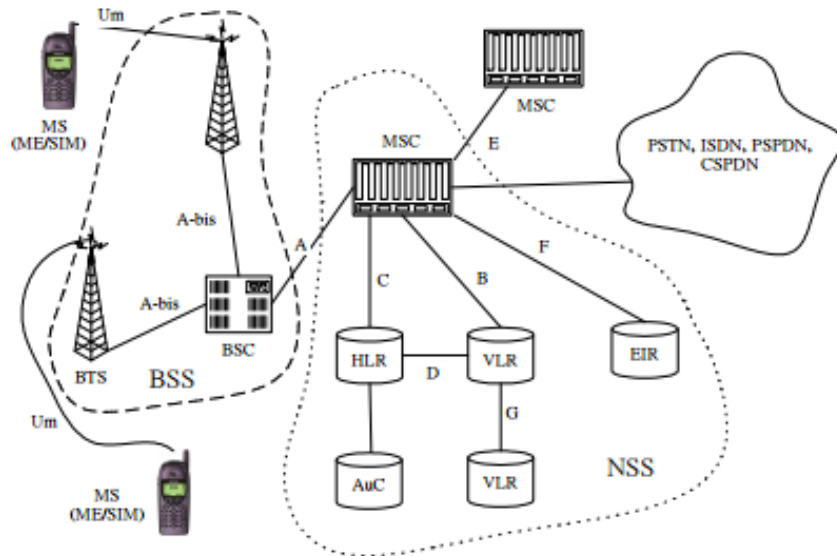 Um
MS
(ME/SIM)
MSC
MSC
E
PSTN, ISDN, PSPDN,
CSPDN
A-bis
A
F
C
B
A-bis
BSC
HLR
D
VLR
EIR
BTS
BSS
Um
G
AuC
VLR
NSS
MS
(ME/SIM)